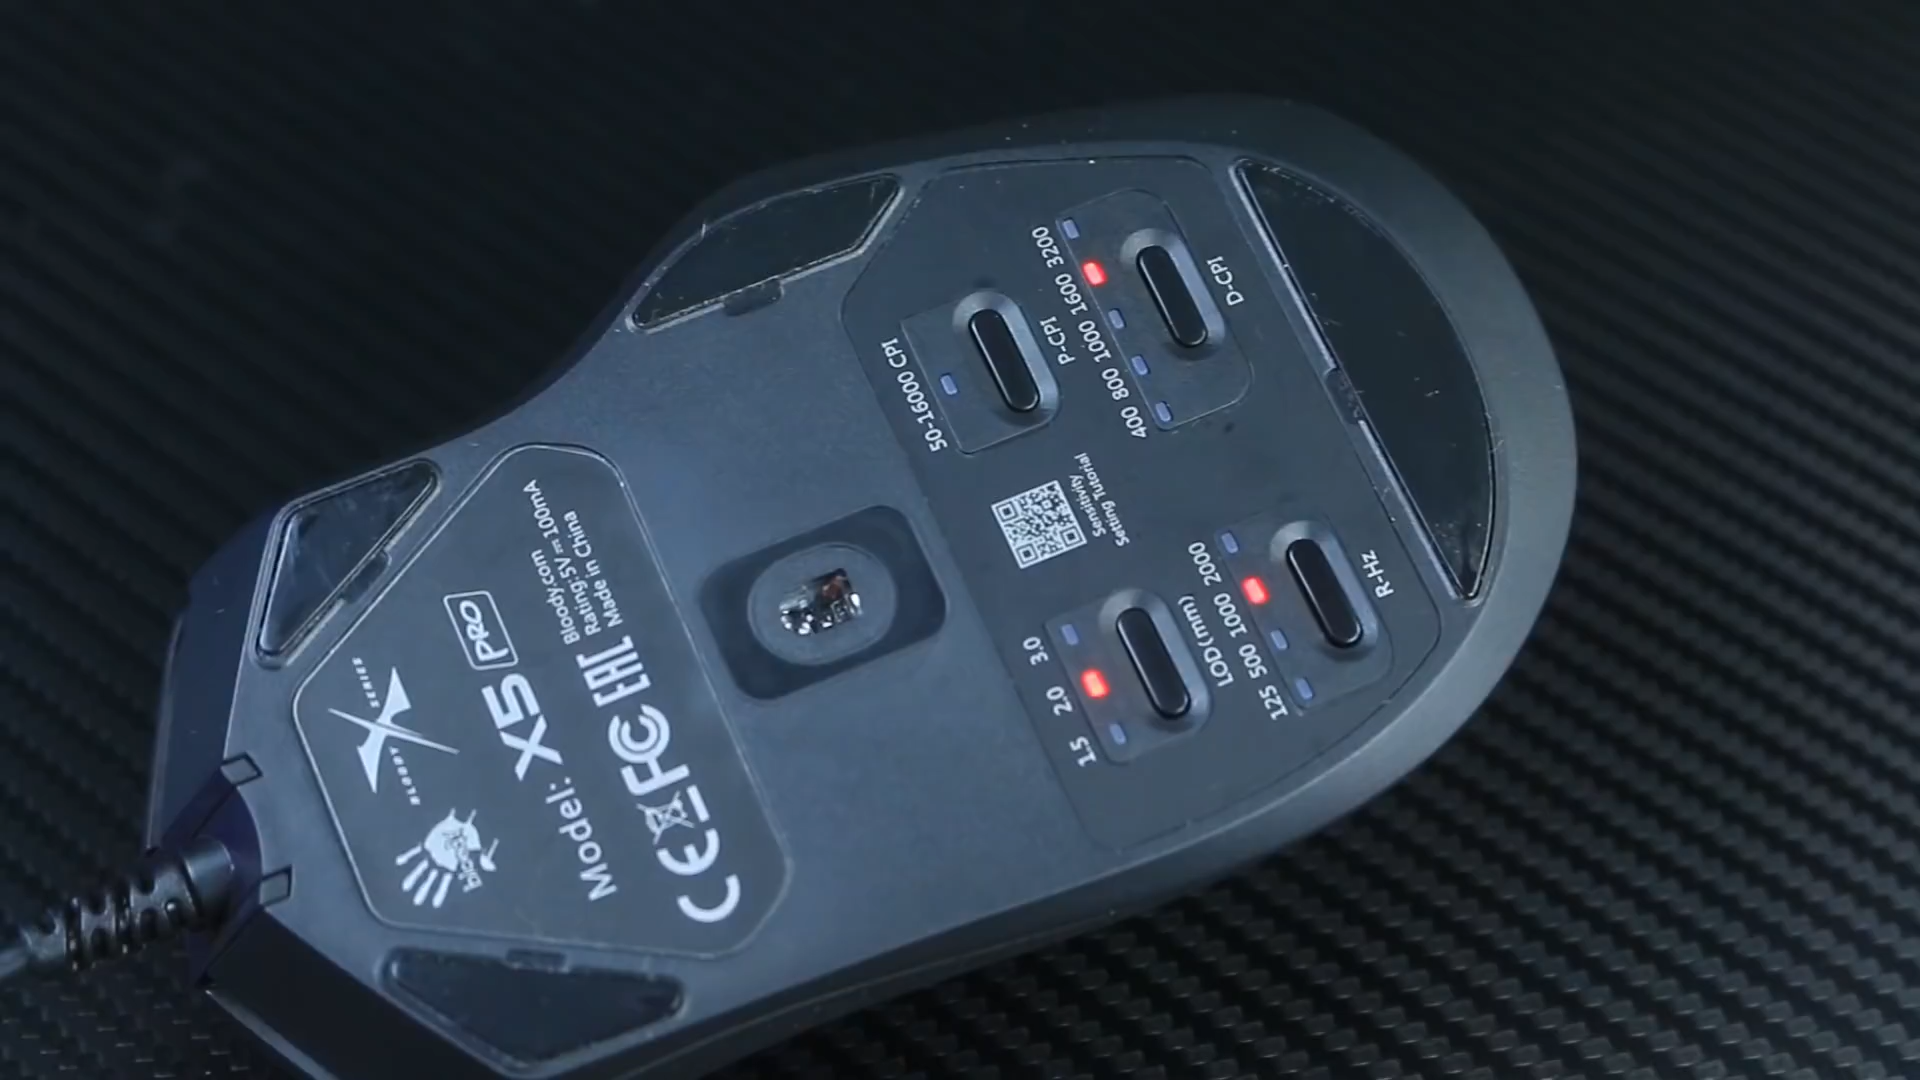 D-CPI
400 800 1000 1600 3200
P-CPI
50-16000 CPI
Sensitivity
Setting Tutorial
R-Hz
125 500 1000 2000
LOD(mm)
1.5 2.0 3.0
BLOODY X SERIES
bloody
Model: X5 PRO
Bloody.com
Rating:5V⎓100mA
Made in China
CE FC EAC